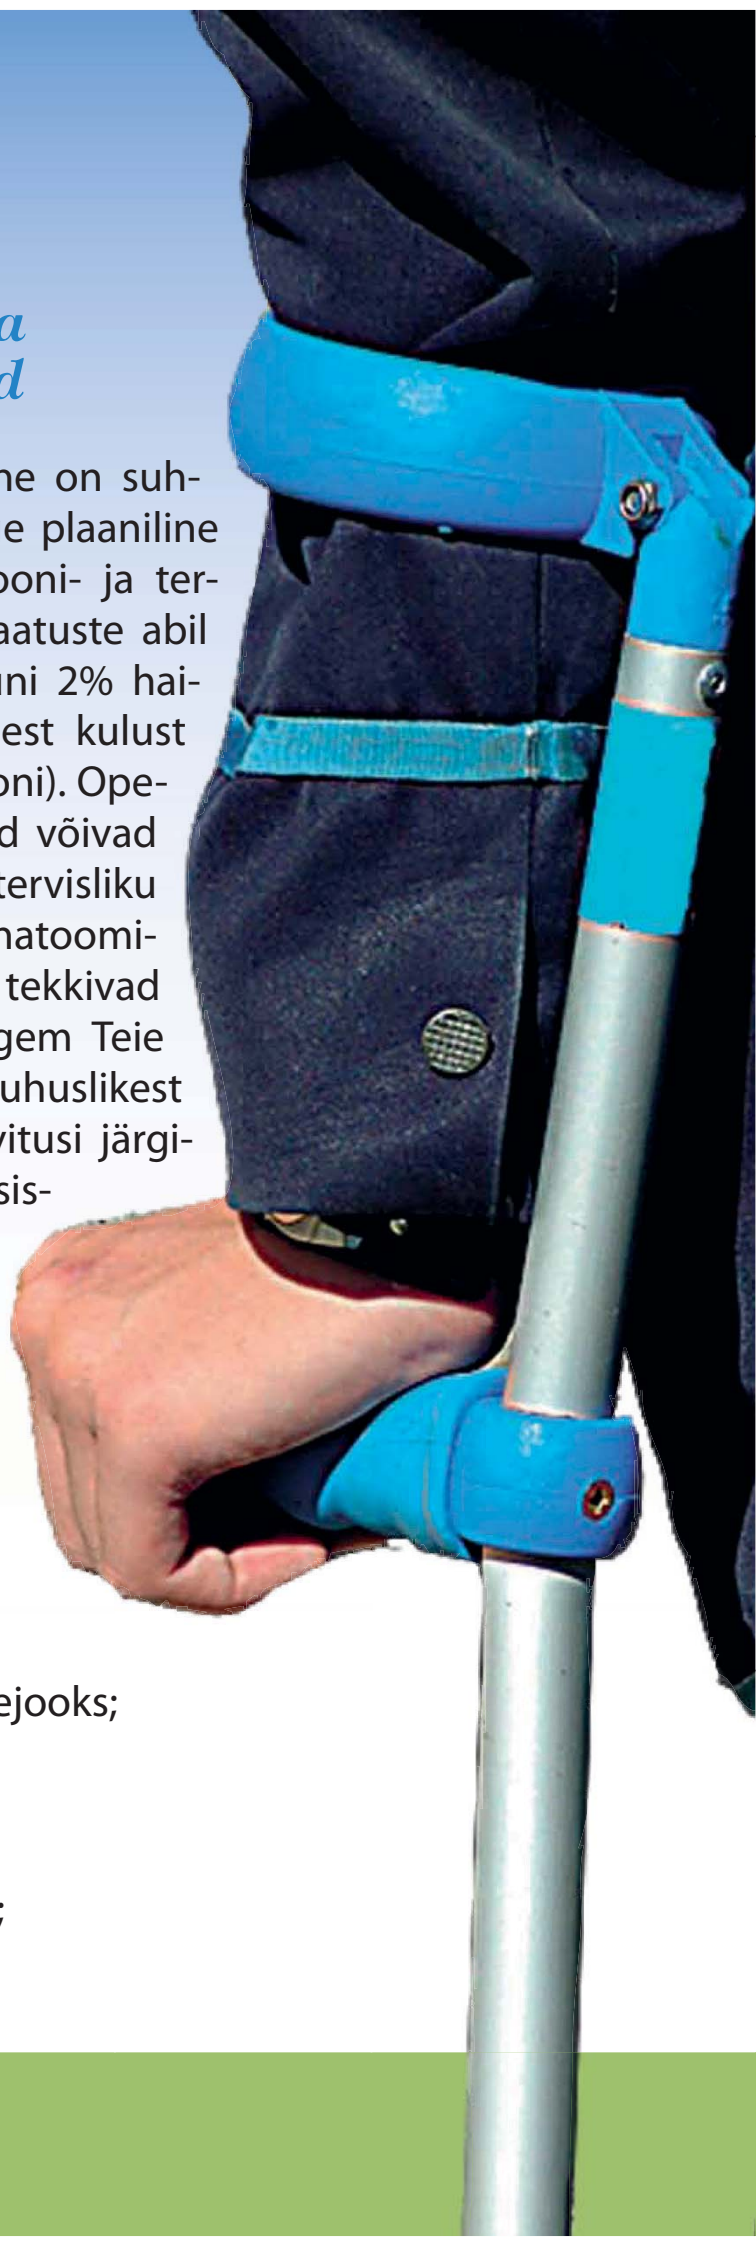 a
d
ne on suh-
e plaaniline
ooni- ja ter-
aatuste abil
uni 2% hai-
est kulust
oni). Ope-
d võivad
tervisliku
natoomi-
tekkivad
gem Teie
uhuslikest
vitusi järgi-
sis-
ejooks;
;